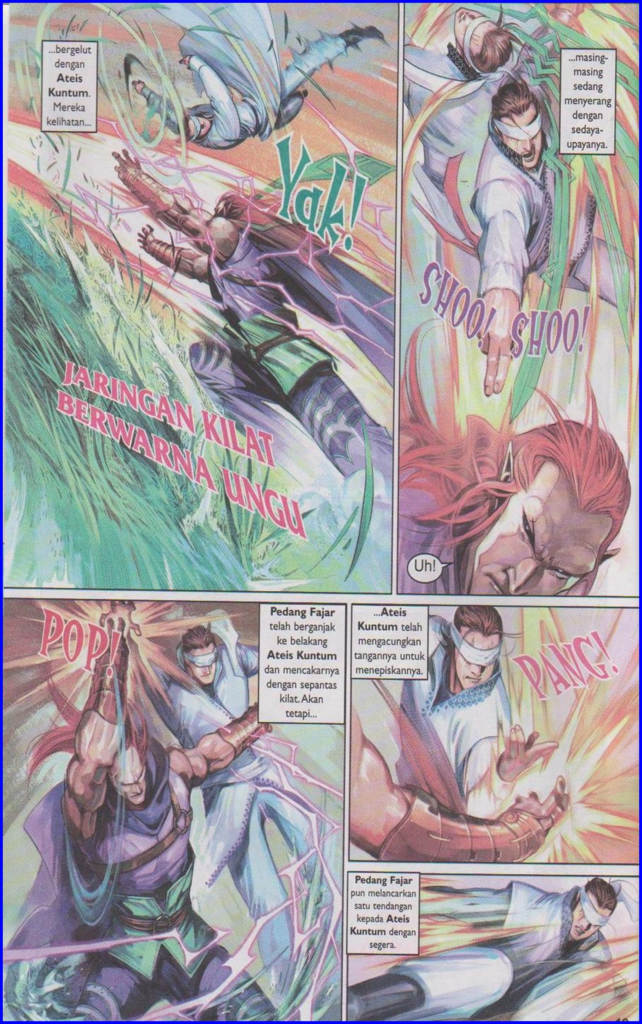 ...bergelut
dengan
Ateis
Kuntum.
Mereka
kelihatan...
Yak!
JARINGAN KILAT
BERWARNA UNGU
...masing-
masing
sedang
menyerang
dengan
sedaya-
upayanya.
SHOO! SHOO!
Uh!
POP!
Pedang Fajar
telah berganjak
ke belakang
Ateis Kuntum
dan mencakarnya
dengan sepantas
kilat. Akan
tetapi...
...Ateis
Kuntum telah
mengacungkan
tangannya untuk
menepiskannya.
PANG!
Pedang Fajar
pun melancarkan
satu tendangan
kepada Ateis
Kuntum dengan
segera.